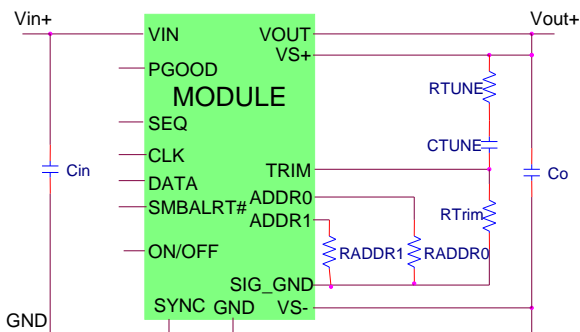 Vin+
Vout+
VIN
VOUT
VS+
PGOOD
RTUNE
MODULE
SEQ
CTUNE
CLK
TRIM
Cin
Co
DATA
ADDR0
SMBALRT#
ADDR1
RTrim
ON/OFF
RADDR1
RADDR0
SIG_GND
SYNC
GND
VS-
GND